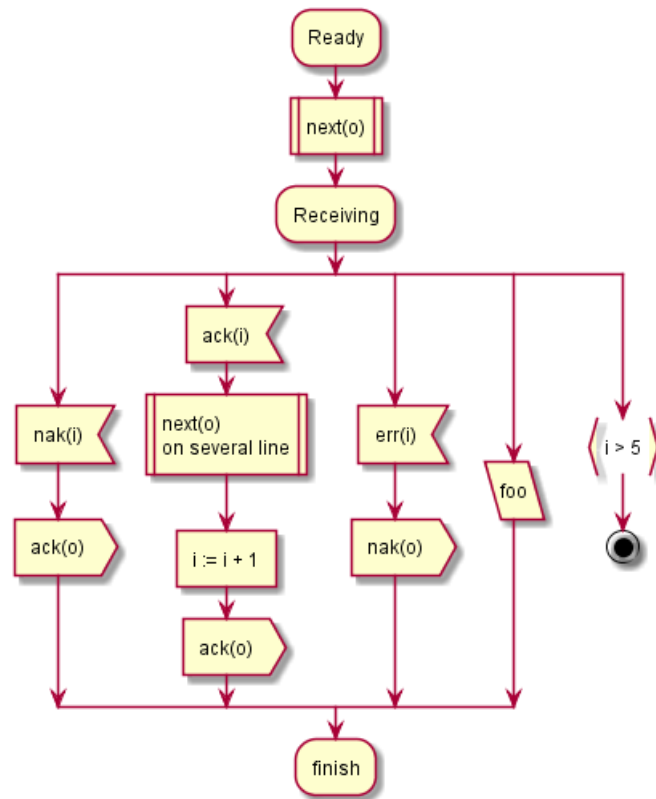 Ready
next(o)
Receiving
nak(i)
ack(o)
ack(i)
next(o)
on several line
i := i + 1
ack(o)
err(i)
nak(o)
foo
i > 5
finish